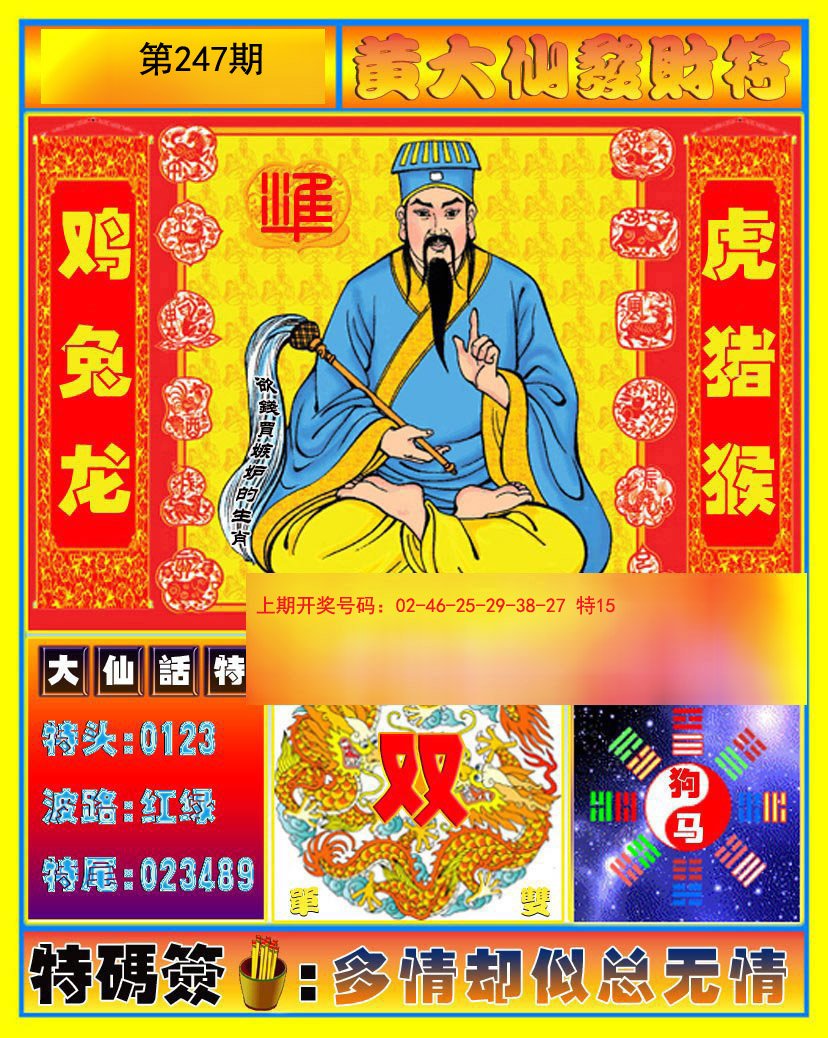 第247期
黄大仙發財符
鸡兔龙
虎猪猴
欲錢買嫉妒的生肖
上期开奖号码：02-46-25-29-38-27 特15
大仙話特
特头:0123
波路:红绿
特尾:023489
双
單
雙
狗
马
特碼簽:多情却似总无情